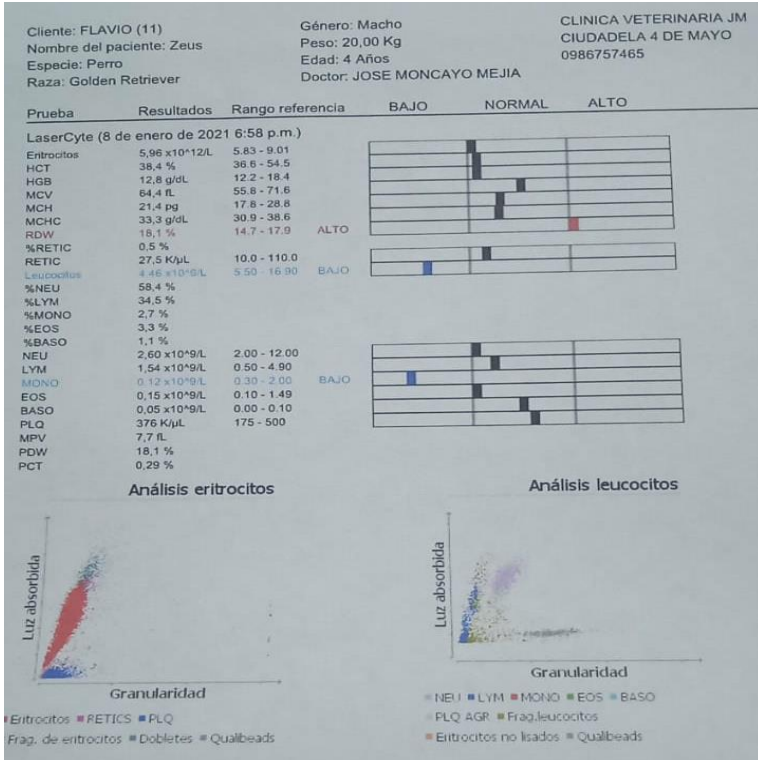 Cliente: FLAVIO (11) Género: Macho CLINICA VETERINARIA JM
Nombre del paciente: Zeus Peso: 20,00 Kg CIUDADELA 4 DE MAYO
Especie: Perro Edad: 4 Años 0986757465
Raza: Golden Retriever Doctor: JOSE MONCAYO MEJIA
Prueba Resultados Rango referencia BAJO NORMAL ALTO
LaserCyte (8 de enero de 2021 6:58 p.m.)
Eritrocitos 5,96 x10^12/L 5.83 - 9.01
HCT 38,4 % 36.6 - 54.5
HGB 12,8 g/dL 12.2 - 18.4
MCV 64,4 fL 55.8 - 71.6
MCH 21,4 pg 17.8 - 28.8
MCHC 33,3 g/dL 30.9 - 38.6
RDW 18,1 % 14.7 - 17.9 ALTO
%RETIC 0,5 %
RETIC 27,5 K/µL 10.0 - 110.0
Leucocitos 4.46 x10^9/L 5.50 - 16.90 BAJO
%NEU 58,4 %
%LYM 34,5 %
%MONO 2,7 %
%EOS 3,3 %
%BASO 1,1 %
NEU 2,60 x10^9/L 2.00 - 12.00
LYM 1,54 x10^9/L 0.50 - 4.90
MONO 0.12 x10^9/L 0.30 - 2.00 BAJO
EOS 0,15 x10^9/L 0.10 - 1.49
BASO 0,05 x10^9/L 0.00 - 0.10
PLQ 376 K/µL 175 - 500
MPV 7,7 fL
PDW 18,1 %
PCT 0,29 %
Análisis eritrocitos Análisis leucocitos
Luz absorbida Luz absorbida
Granularidad Granularidad
Eritrocitos RETICS PLQ NEU LYM MONO EOS BASO
Frag. de eritrocitos Dobletes Qualibeads PLQ AGR Frag.leucocitos
Eritrocitos no lisados Qualibeads